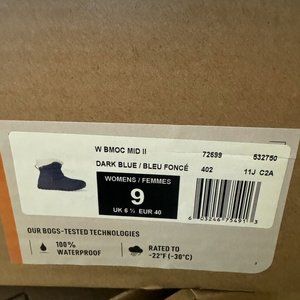 W BMOC MID II 72699 532750
DARK BLUE / BLEU FONCÉ 402 11J C2A
WOMENS / FEMMES
9
UK 6 ½ EUR 40
OUR BOGS-TESTED TECHNOLOGIES
100% WATERPROOF
RATED TO -22°F (-30°C)